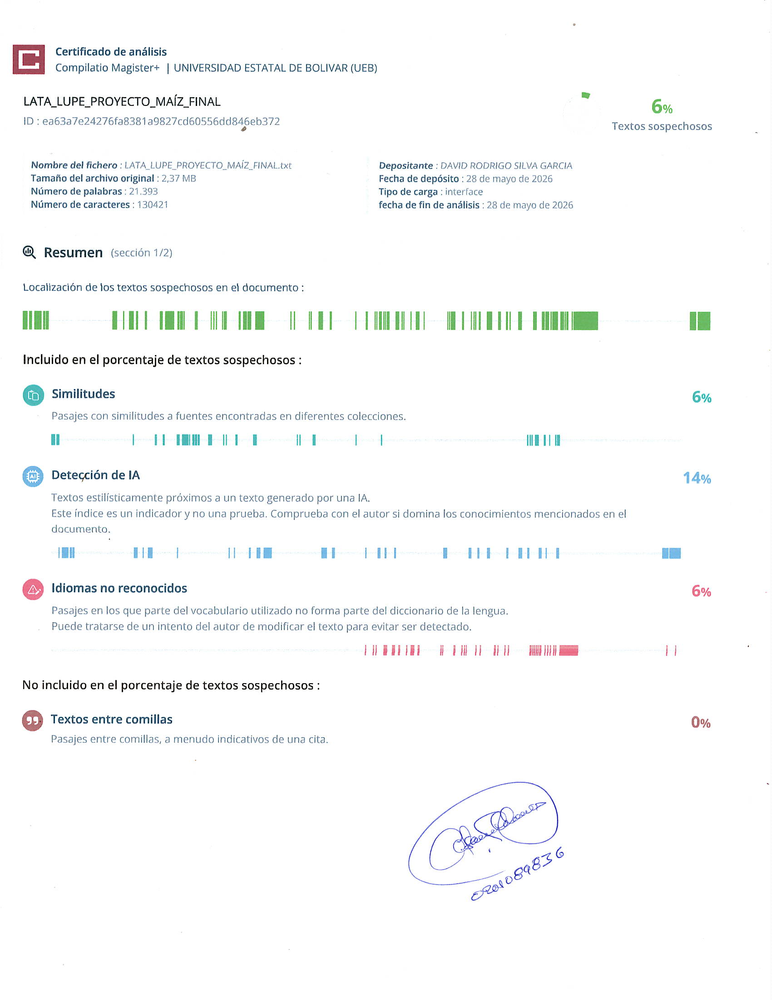 Certificado de análisis
Compilatio Magister+ | UNIVERSIDAD ESTATAL DE BOLIVAR (UEB)
LATA_LUPE_PROYECTO_MAÍZ_FINAL
ID : ea63a7e24276fa8381a9827cd60556dd846eb372
6%
Textos sospechosos
Nombre del fichero : LATA_LUPE_PROYECTO_MAÍZ_FINAL.txt
Tamaño del archivo original : 2,37 MB
Número de palabras : 21.393
Número de caracteres : 130421
Depositante : DAVID RODRIGO SILVA GARCIA
Fecha de depósito : 28 de mayo de 2026
Tipo de carga : interface
fecha de fin de análisis : 28 de mayo de 2026
Resumen (sección 1/2)
Localización de los textos sospechosos en el documento :
Incluido en el porcentaje de textos sospechosos :
Similitudes
6%
Pasajes con similitudes a fuentes encontradas en diferentes colecciones.
AI
Detección de IA
14%
Textos estilísticamente próximos a un texto generado por una IA.
Este índice es un indicador y no una prueba. Comprueba con el autor si domina los conocimientos mencionados en el
documento.
Idiomas no reconocidos
6%
Pasajes en los que parte del vocabulario utilizado no forma parte del diccionario de la lengua.
Puede tratarse de un intento del autor de modificar el texto para evitar ser detectado.
No incluido en el porcentaje de textos sospechosos :
Textos entre comillas
0%
Pasajes entre comillas, a menudo indicativos de una cita.
0201089836